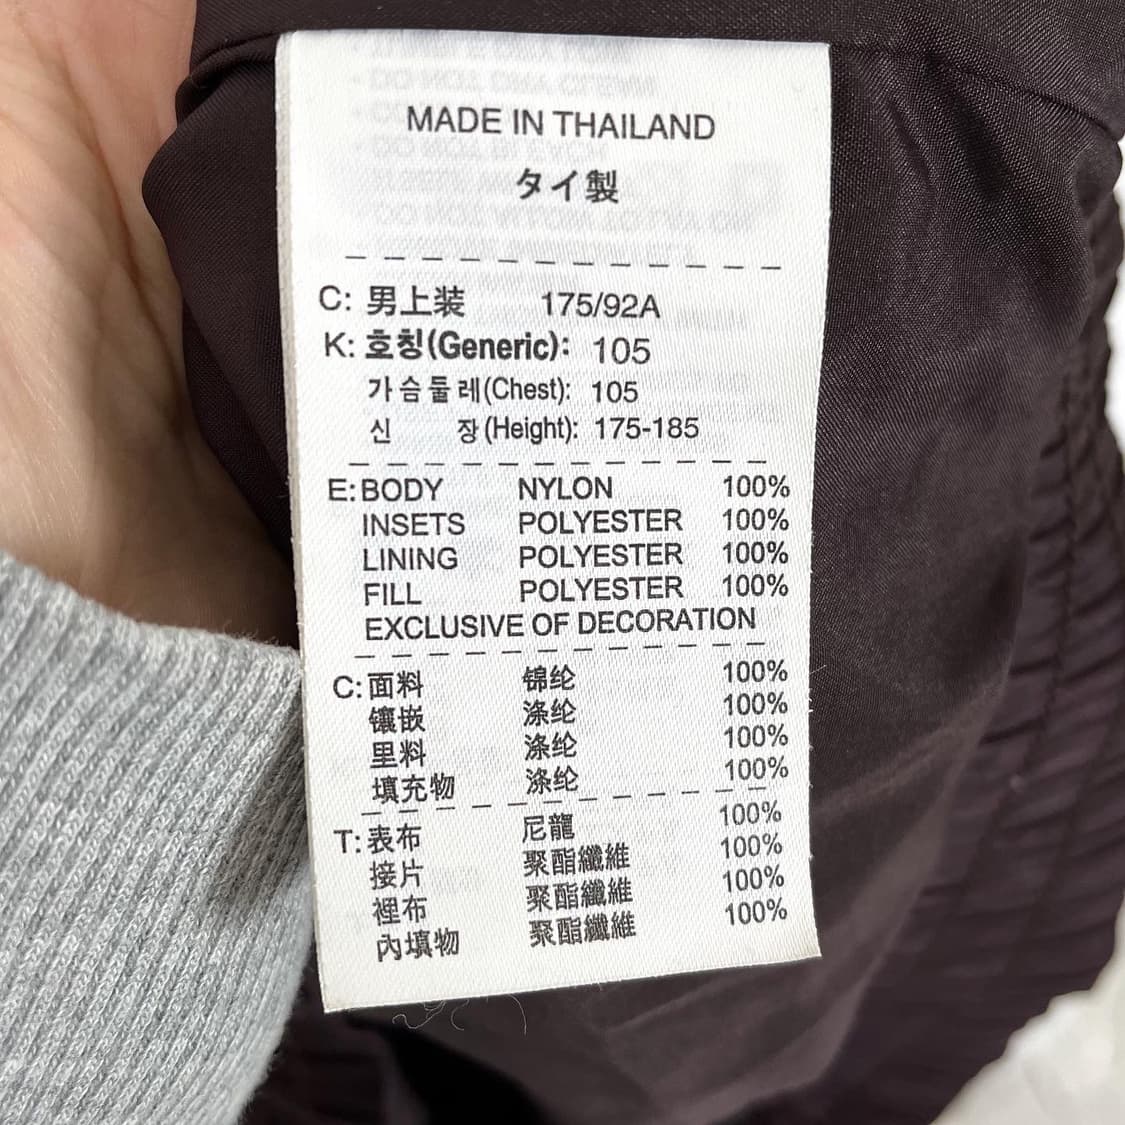 MADE IN THAILAND
タイ製
C: 男上装 175/92A
K: 호칭(Generic): 105
가슴둘레(Chest): 105
신 장(Height): 175-185
E: BODY NYLON 100%
INSETS POLYESTER 100%
LINING POLYESTER 100%
FILL POLYESTER 100%
EXCLUSIVE OF DECORATION
C: 面料 锦纶 100%
镶嵌 涤纶 100%
里料 涤纶 100%
填充物 涤纶 100%
T: 表布 尼龍 100%
接片 聚酯纖維 100%
裡布 聚酯纖維 100%
內填物 聚酯纖維 100%